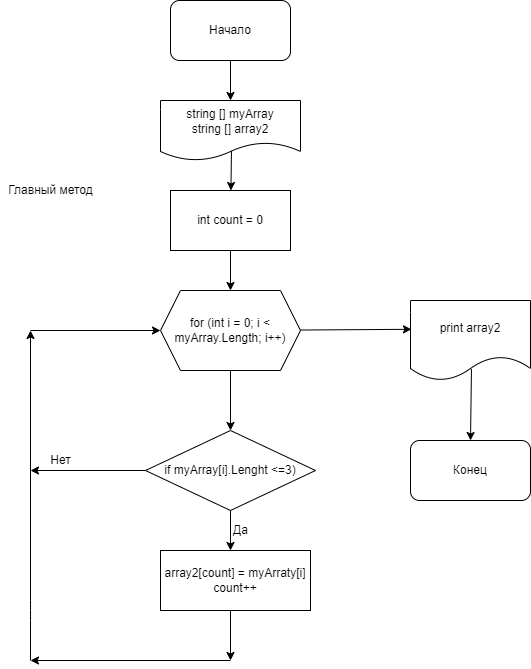 Начало
string [] myArray
string [] array2
Главный метод
int count = 0
for (int i = 0; i <
myArray.Length; i++)
print array2
Нет
if myArray[i].Lenght <=3)
Конец
Да
array2[count] = myArraty[i]
count++